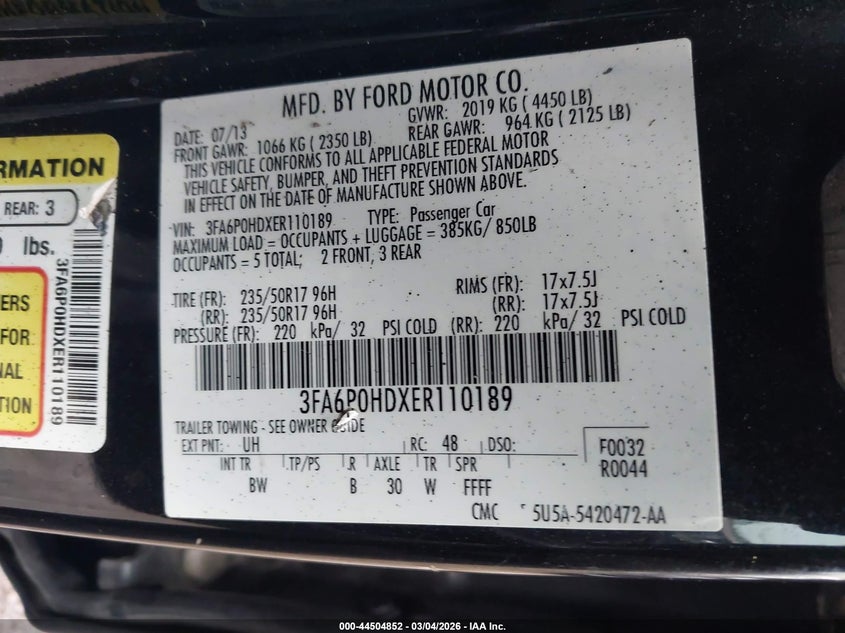 RMATION
REAR: 3
lbs.
ERS
FOR
NAL
TION
3FA6P0HDXER110189
MFD. BY FORD MOTOR CO.
DATE: 07/13 GVWR: 2019 KG ( 4450 LB)
FRONT GAWR: 1066 KG ( 2350 LB) REAR GAWR: 964 KG ( 2125 LB)
THIS VEHICLE CONFORMS TO ALL APPLICABLE FEDERAL MOTOR
VEHICLE SAFETY, BUMPER, AND THEFT PREVENTION STANDARDS
IN EFFECT ON THE DATE OF MANUFACTURE SHOWN ABOVE.
VIN: 3FA6P0HDXER110189 TYPE: Passenger Car
MAXIMUM LOAD = OCCUPANTS + LUGGAGE = 385KG/ 850LB
OCCUPANTS = 5 TOTAL; 2 FRONT, 3 REAR
TIRE (FR): 235/50R17 96H RIMS (FR): 17x7.5J
(RR): 235/50R17 96H (RR): 17x7.5J
PRESSURE (FR): 220 kPa/ 32 PSI COLD (RR): 220 kPa/ 32 PSI COLD
3FA6P0HDXER110189
TRAILER TOWING - SEE OWNER GUIDE
EXT PNT: UH RC: 48 DSO: F0032
INT TR TP/PS R AXLE TR SPR R0044
BW B 30 W FFFF
CMC 5U5A-5420472-AA
000-44504852 | 03/04/2026 - IAA Inc.